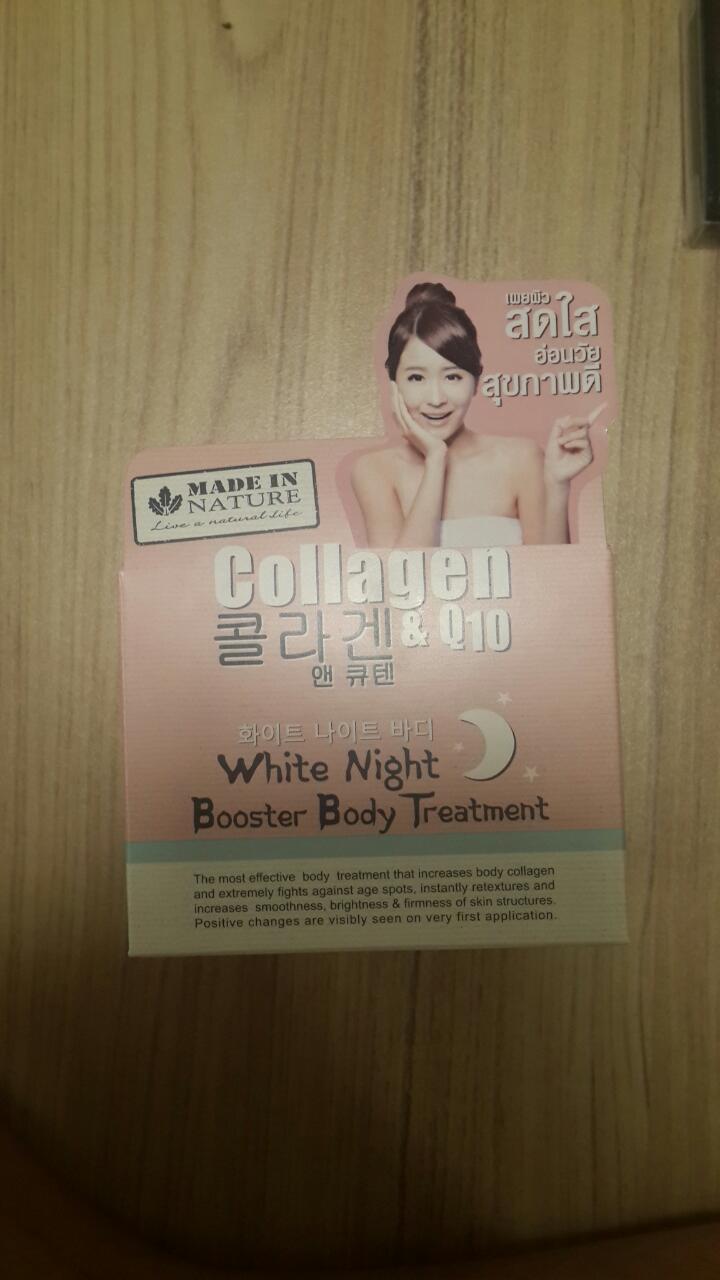 เผยผิว
สดใส
อ่อนวัย
สุขภาพดี
MADE IN
NATURE
Live a natural life
Collagen
콜라겐 & Q10
앤 큐텐
화이트 나이트 바디
White Night
Booster Body Treatment
The most effective body treatment that increases body collagen
and extremely fights against age spots, instantly retextures and
increases smoothness, brightness & firmness of skin structures.
Positive changes are visibly seen on very first application.